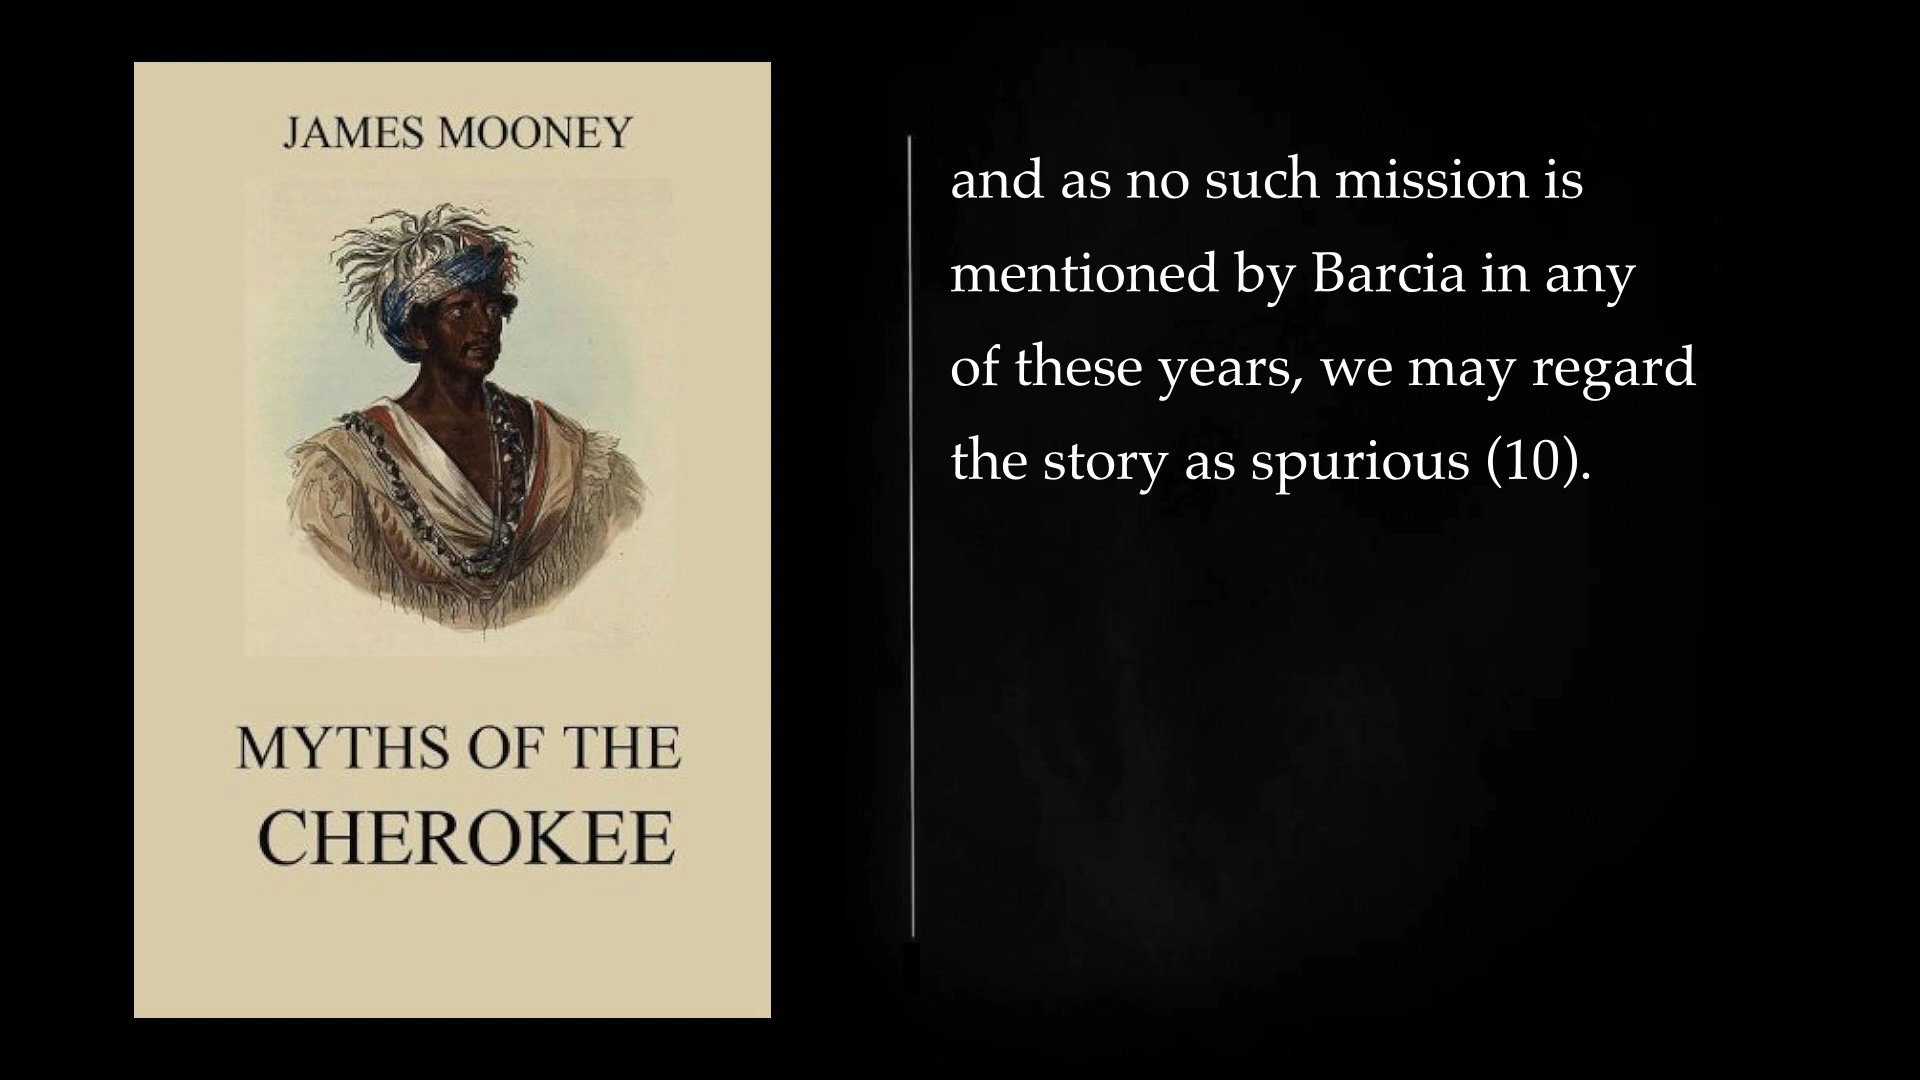 JAMES MOONEY
MYTHS OF THE
CHEROKEE
and as no such mission is
mentioned by Barcia in any
of these years, we may regard
the story as spurious (10).